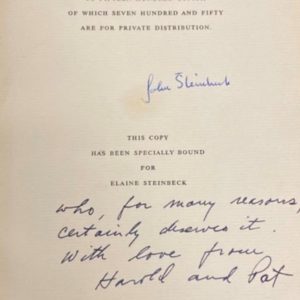 OF WHICH SEVEN HUNDRED AND FIFTY
ARE FOR PRIVATE DISTRIBUTION.
John Steinbeck
THIS COPY
HAS BEEN SPECIALLY BOUND
FOR
ELAINE STEINBECK
who, for many reasons,
certainly deserves it.
With love from
Harold and Pat